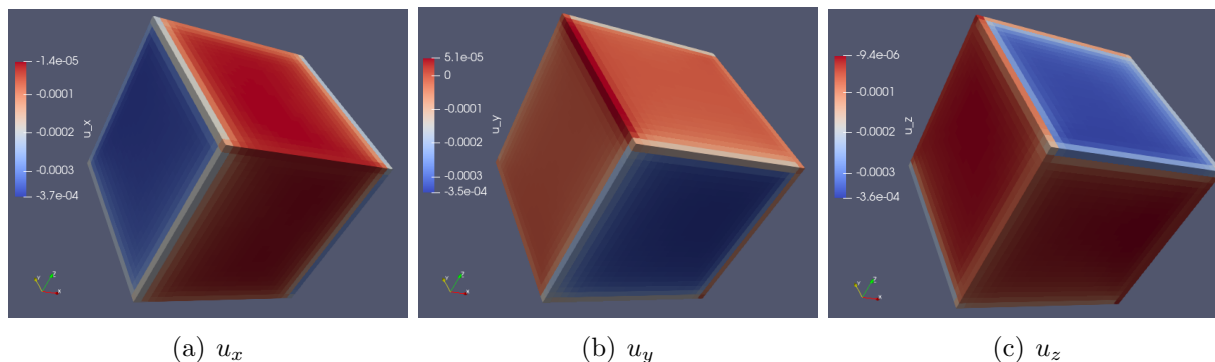 -1.4e-05
-0.0001
-0.0002
-0.0003
-3.7e-04
u_x
5.1e-05
0
-0.0001
-0.0002
-3.5e-04
u_y
-9.4e-06
-0.0001
-0.0002
-0.0003
-3.6e-04
u_z
Y Z X
Y Z X
Y Z X
(a) u_x
(b) u_y
(c) u_z